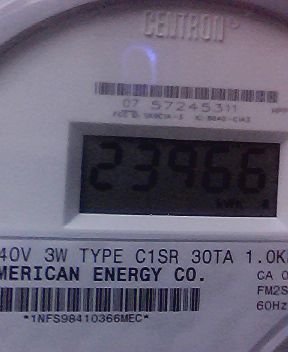 CENTRON®
07 57245311
23966
kWh
40V 3W TYPE C1SR 30TA 1.0K
MERICAN ENERGY CO.
CA 0
FM2S
60Hz
*1NFS98410366MEC*